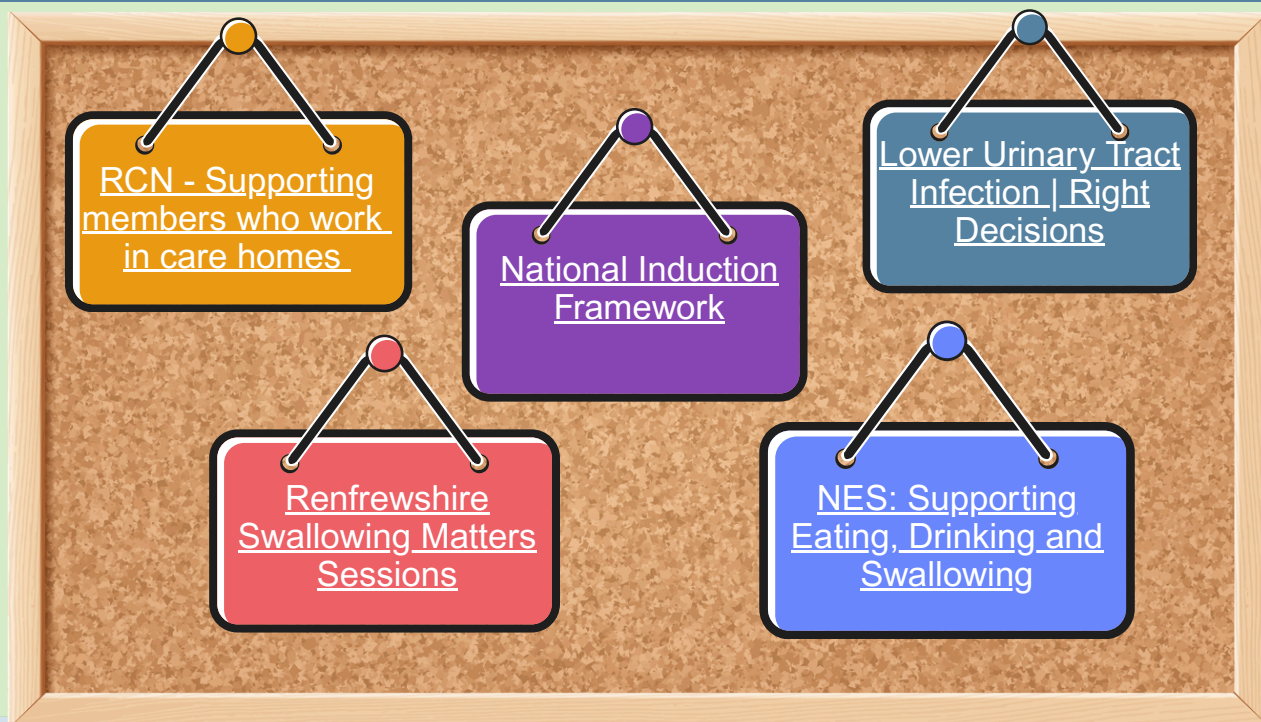 RCN - Supporting
members who work
in care homes
National Induction
Framework
Lower Urinary Tract
Infection | Right
Decisions
Renfrewshire
Swallowing Matters
Sessions
NES: Supporting
Eating, Drinking and
Swallowing